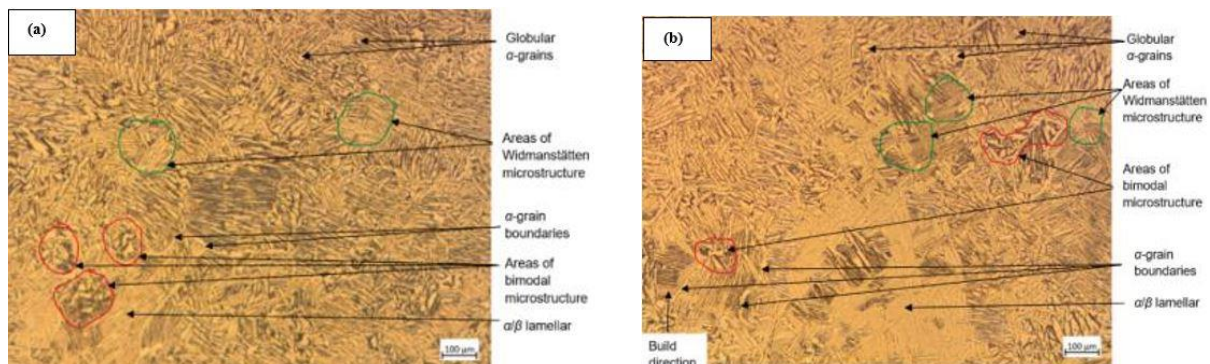 (a)
Globular
α-grains
Areas of
Widmanstätten
microstructure
α-grain
boundaries
Areas of
bimodal
microstructure
α/β lamellar
100 μm
(b)
Globular
α-grains
Areas of
Widmanstätten
microstructure
Areas of
bimodal
microstructure
α-grain
boundaries
α/β lamellar
Build
direction
100 μm